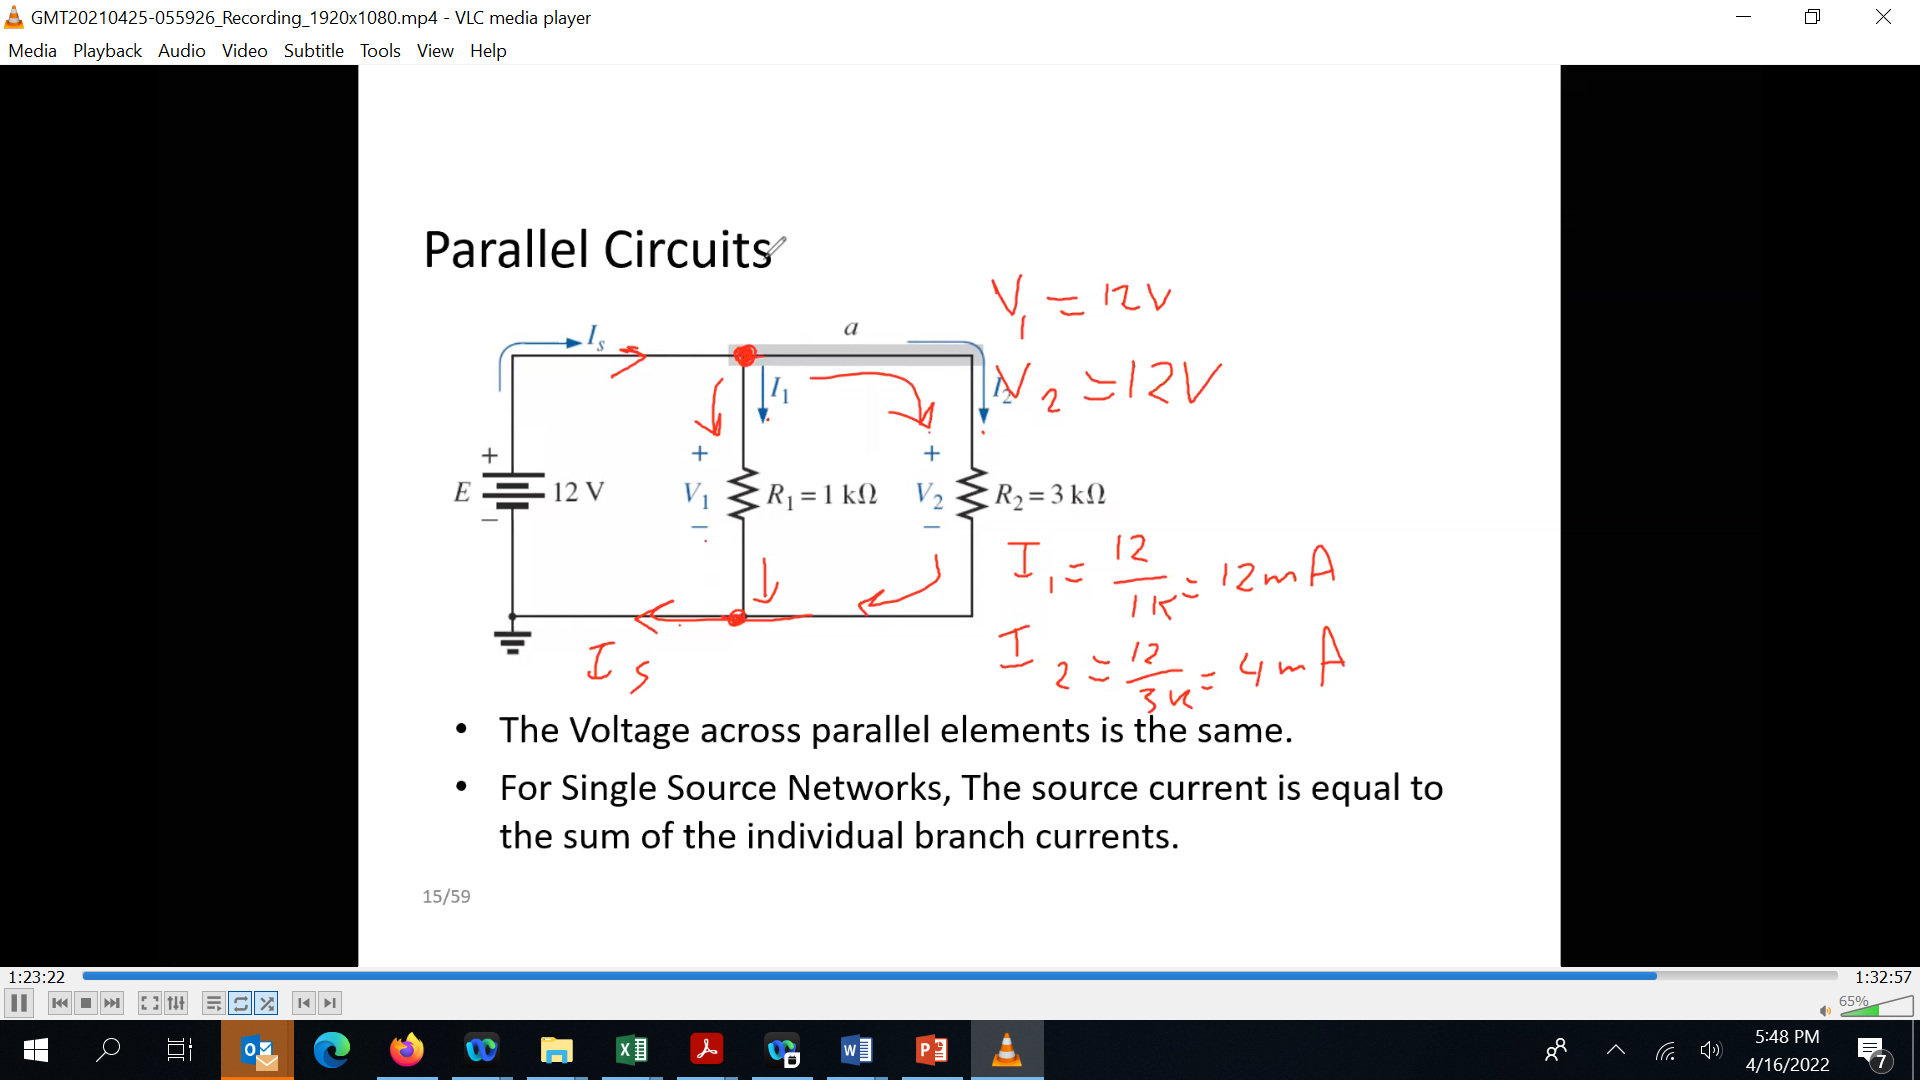 GMT20210425-055926_Recording_1920x1080.mp4 - VLC media player
Media Playback Audio Video Subtitle Tools View Help
Parallel Circuits
V1 = 12V
a
Is
I1
I2
V2 = 12V
+
+
+
E
12 V
V1
R1 = 1 kΩ
V2
R2 = 3 kΩ
−
−
−
I1 = 12/1K = 12mA
Is
I2 = 12/3K = 4mA
• The Voltage across parallel elements is the same.
• For Single Source Networks, The source current is equal to
the sum of the individual branch currents.
15/59
1:23:22
1:32:57
65%
5:48 PM
4/16/2022
7